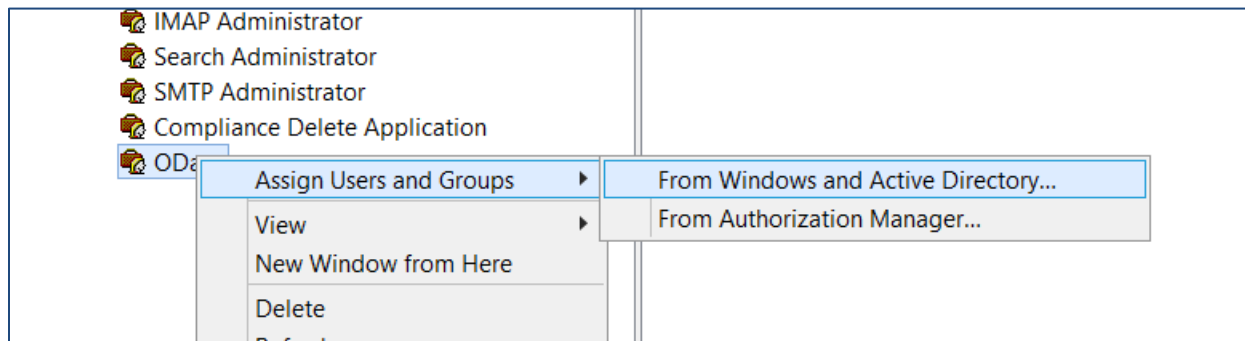 IMAP Administrator
Search Administrator
SMTP Administrator
Compliance Delete Application
Assign Users and Groups
From Windows and Active Directory...
From Authorization Manager...
View
New Window from Here
Delete